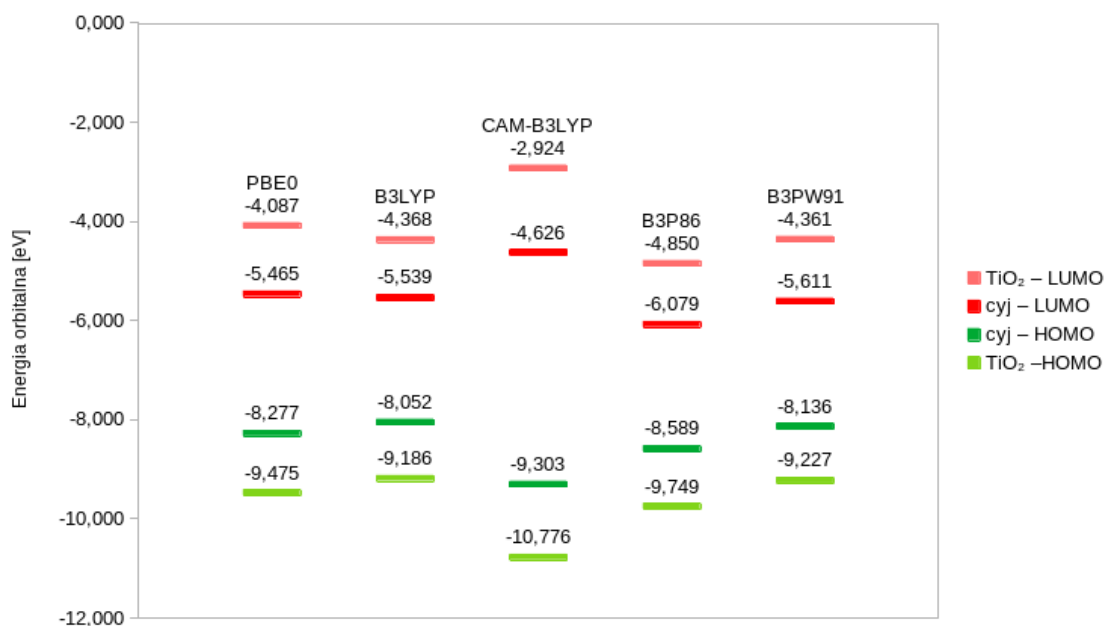 0,000
-2,000
-4,000
-6,000
-8,000
-10,000
-12,000
Energia orbitalna [eV]
PBE0
-4,087
-5,465
-8,277
-9,475
B3LYP
-4,368
-5,539
-8,052
-9,186
CAM-B3LYP
-2,924
-4,626
-9,303
-10,776
B3P86
-4,850
-6,079
-8,589
-9,749
B3PW91
-4,361
-5,611
-8,136
-9,227
TiO₂ – LUMO
cyj – LUMO
cyj – HOMO
TiO₂ –HOMO